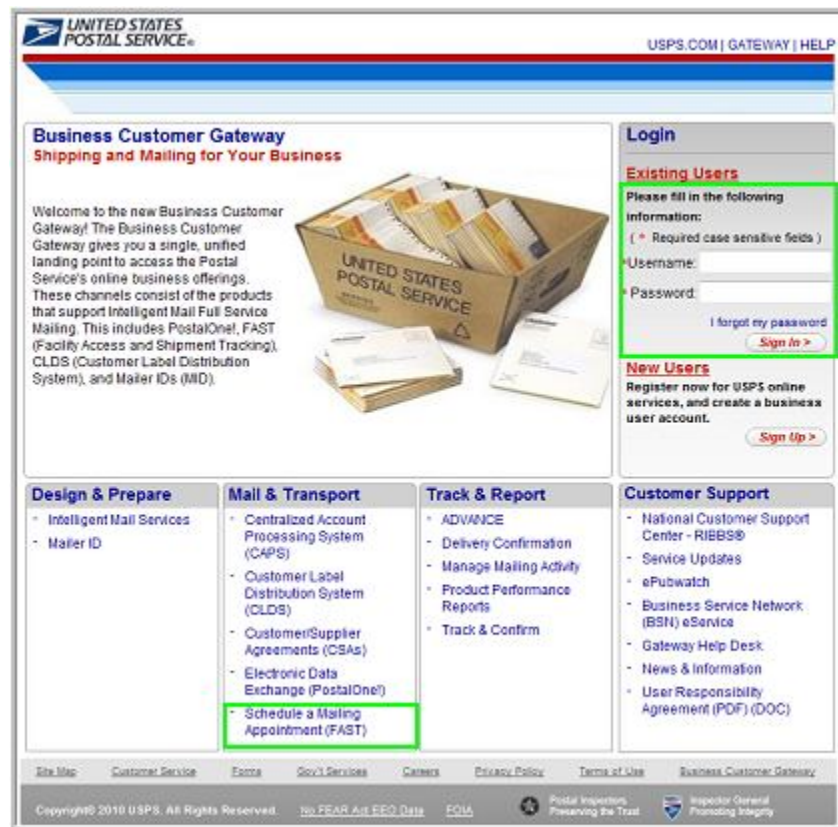 UNITED STATES
POSTAL SERVICE®
USPS.COM | GATEWAY | HELP
Business Customer Gateway
Shipping and Mailing for Your Business
Welcome to the new Business Customer
Gateway! The Business Customer
Gateway gives you a single, unified
landing point to access the Postal
Service's online business offerings.
These channels consist of the products
that support Intelligent Mail Full Service
Mailing. This includes PostalOne!, FAST
(Facility Access and Shipment Tracking),
CLDS (Customer Label Distribution
System), and Mailer IDs (MID).
UNITED STATES
POSTAL SERVICE
Login
Existing Users
Please fill in the following
information:
( * Required case sensitive fields )
*Username:
* Password:
I forgot my password
Sign In >
New Users
Register now for USPS online
services, and create a business
user account.
Sign Up >
Design & Prepare
- Intelligent Mail Services
- Mailer ID
Mail & Transport
- Centralized Account
Processing System
(CAPS)
- Customer Label
Distribution System
(CLDS)
- Customer/Supplier
Agreements (CSAs)
- Electronic Data
Exchange (PostalOne!)
- Schedule a Mailing
Appointment (FAST)
Track & Report
- ADVANCE
- Delivery Confirmation
- Manage Mailing Activity
- Product Performance
Reports
- Track & Confirm
Customer Support
- National Customer Support
Center - RIBBS®
- Service Updates
- ePubwatch
- Business Service Network
(BSN) eService
- Gateway Help Desk
- News & Information
- User Responsibility
Agreement (PDF) (DOC)
Site Map Customer Service Forms Gov't Services Careers Privacy Policy Terms of Use Business Customer Gateway
Copyright© 2010 USPS. All Rights Reserved. No FEAR Act EEO Data FOIA
Postal Inspectors
Preserving the Trust
Inspector General
Promoting Integrity